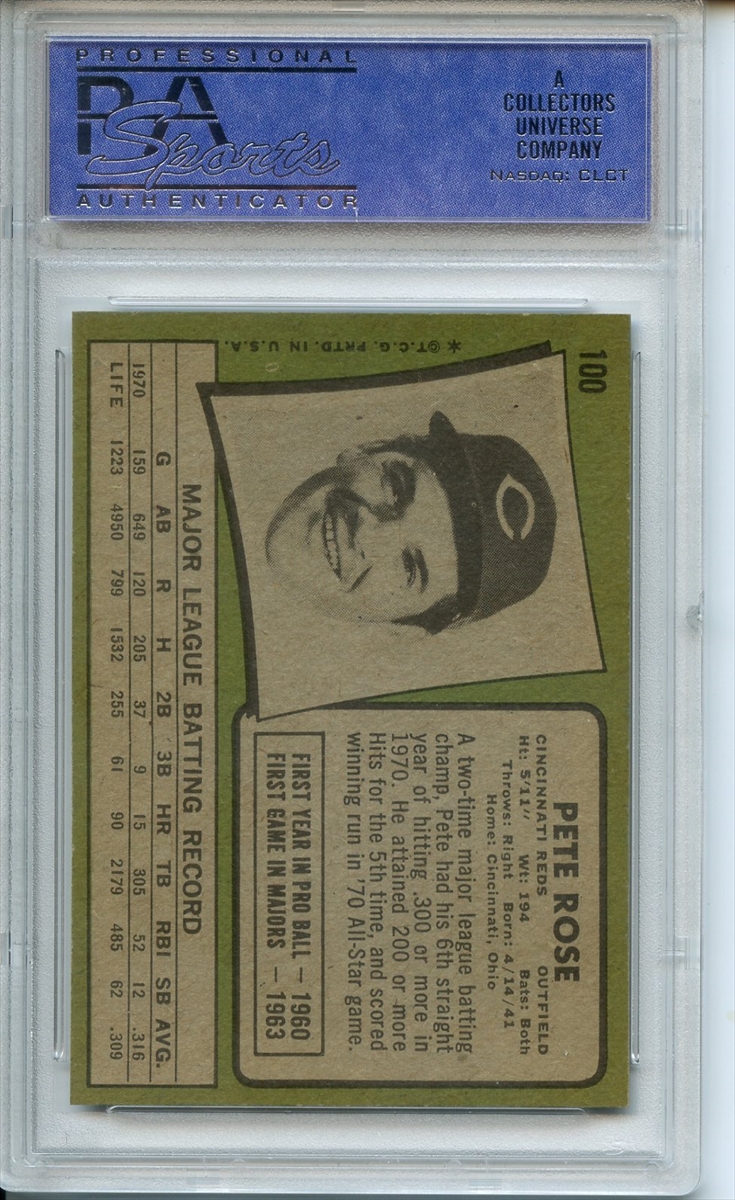 PROFESSIONAL
PSA
Sports
AUTHENTICATOR
A
COLLECTORS
UNIVERSE
COMPANY
NASDAQ: CLCT
100
C
*©T.C.G. PRTD. IN U.S.A.
PETE ROSE
CINCINNATI REDS OUTFIELD
Ht: 5'11" Wt: 194 Bats: Both
Throws: Right Born: 4/14/41
Home: Cincinnati, Ohio
A two-time major league batting
champ, Pete had his 6th straight
year of hitting .300 or more in
1970. He attained 200 or more
Hits for the 5th time, and scored
winning run in '70 All-Star game.
FIRST YEAR IN PRO BALL — 1960
FIRST GAME IN MAJORS — 1963
MAJOR LEAGUE BATTING RECORD
G AB R H 2B 3B HR TB RBI SB AVG.
1970 159 649 120 205 37 9 15 305 52 12 .316
LIFE 1223 4950 799 1532 255 61 90 2179 485 62 .309